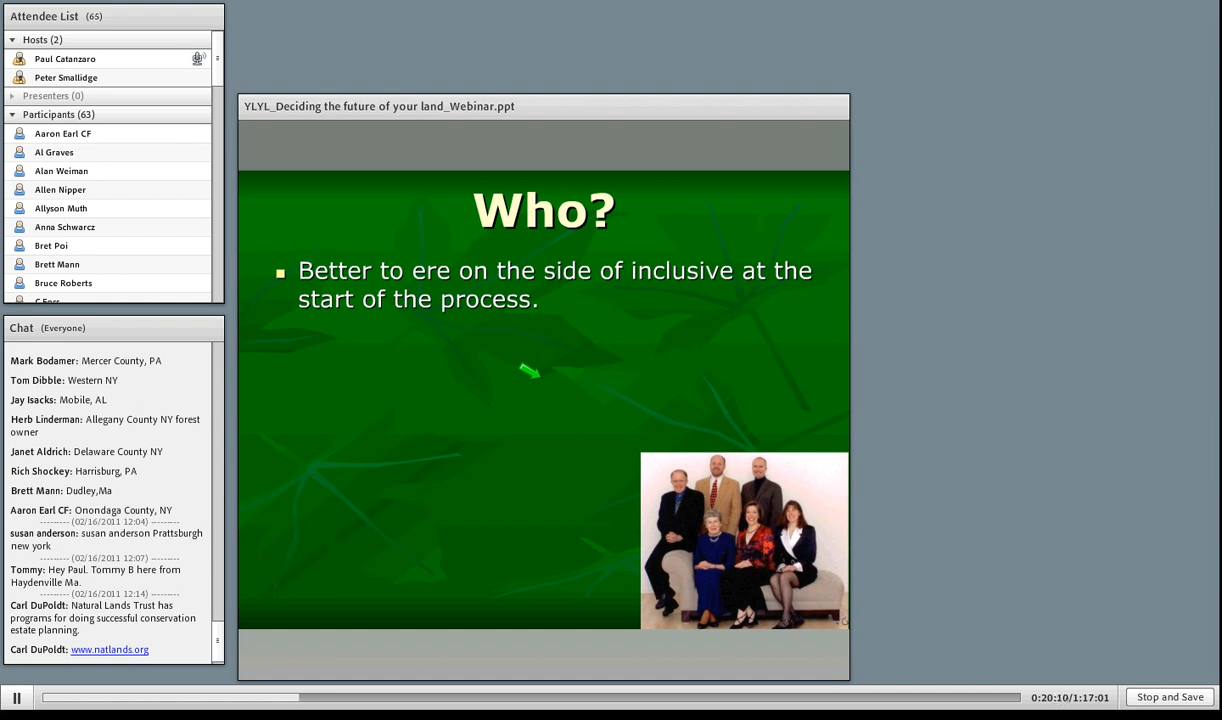 Attendee List (65)
Hosts (2)
Paul Catanzaro
Peter Smallidge
Presenters (0)
Participants (63)
Aaron Earl CF
Al Graves
Alan Weiman
Allen Nipper
Allyson Muth
Anna Schwarcz
Bret Poi
Brett Mann
Bruce Roberts
Chat (Everyone)
Mark Bodamer: Mercer County, PA
Tom Dibble: Western NY
Jay Isacks: Mobile, AL
Herb Linderman: Allegany County NY forest
owner
Janet Aldrich: Delaware County NY
Rich Shockey: Harrisburg, PA
Brett Mann: Dudley,Ma
Aaron Earl CF: Onondaga County, NY
--------- (02/16/2011 12:04) ---------
susan anderson: susan anderson Prattsburgh
new york
--------- (02/16/2011 12:07) ---------
Tommy: Hey Paul. Tommy B here from
Haydenville Ma.
--------- (02/16/2011 12:14) ---------
Carl DuPoldt: Natural Lands Trust has
programs for doing successful conservation
estate planning.
Carl DuPoldt: www.natlands.org
YLYL_Deciding the future of your land_Webinar.ppt
Who?
Better to ere on the side of inclusive at the
start of the process.
0:20:10/1:17:01
Stop and Save